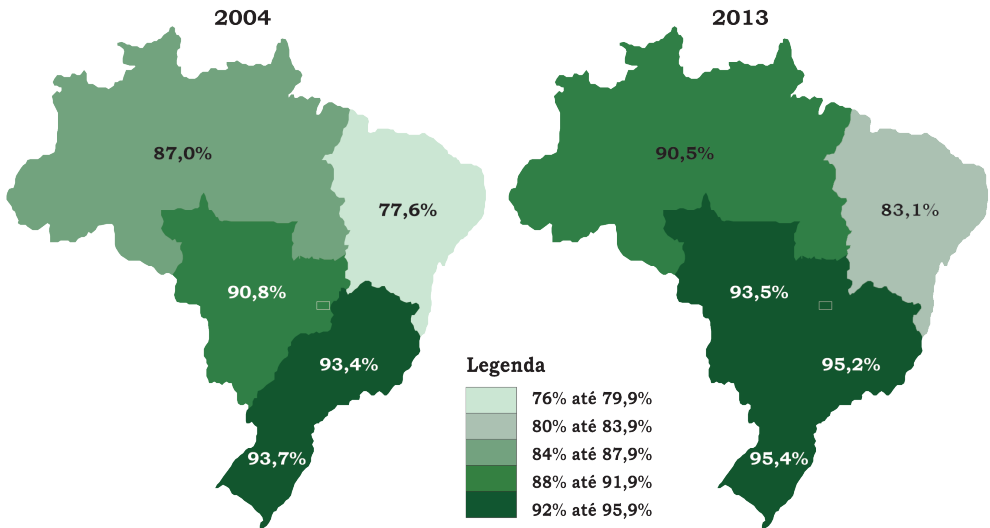 2004
87,0%
77,6%
90,8%
93,4%
93,7%
2013
90,5%
83,1%
93,5%
95,2%
95,4%
Legenda
76% até 79,9%
80% até 83,9%
84% até 87,9%
88% até 91,9%
92% até 95,9%